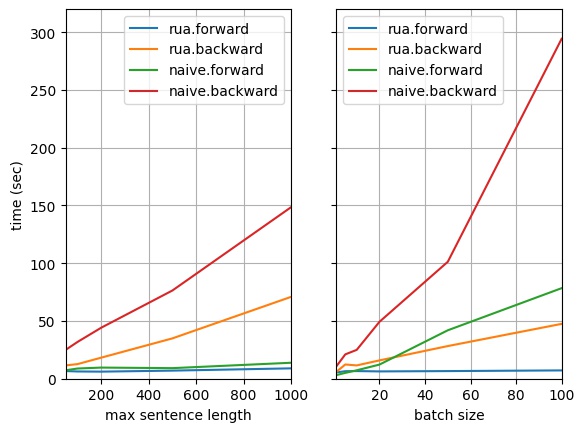 300
250
200
150
100
50
0
time (sec)
rua.forward
rua.backward
naive.forward
naive.backward
200
400
600
800
1000
max sentence length
rua.forward
rua.backward
naive.forward
naive.backward
20
40
60
80
100
batch size